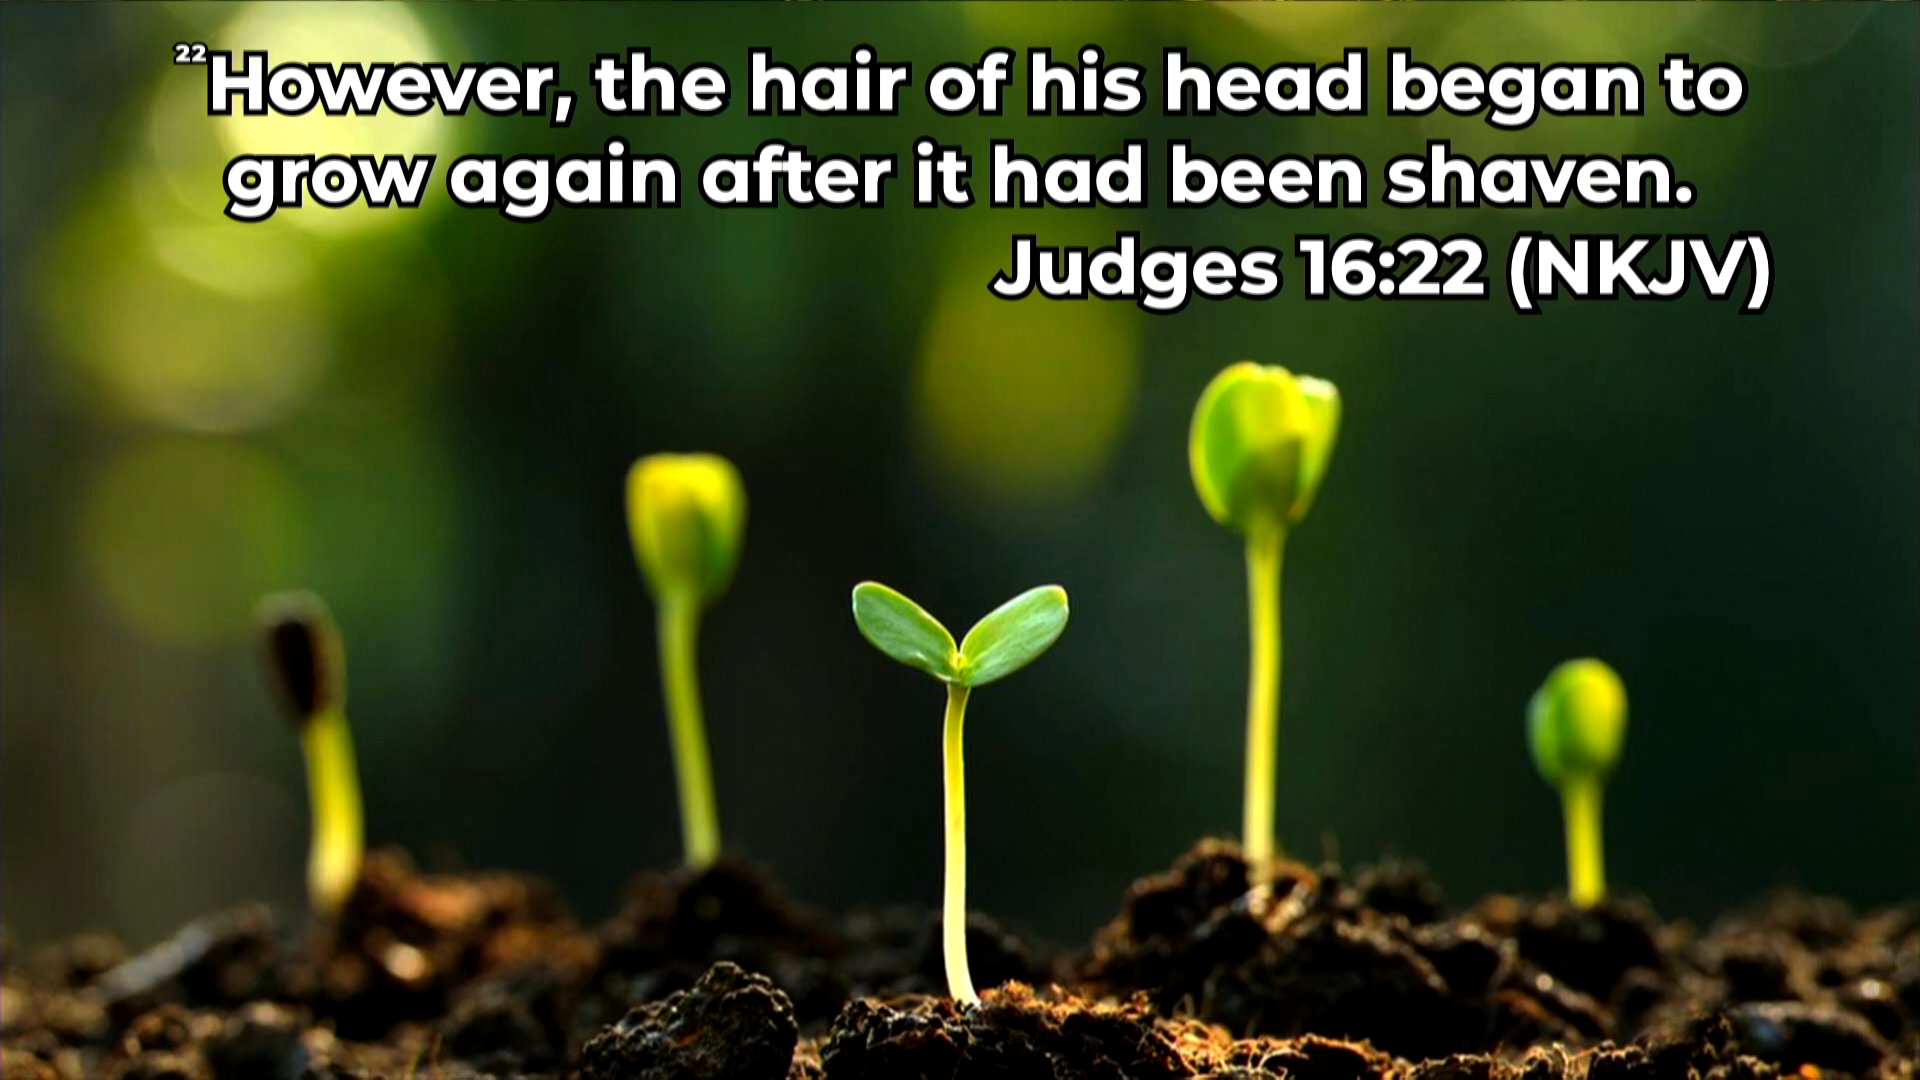 ²²However, the hair of his head began to
grow again after it had been shaven.
Judges 16:22 (NKJV)